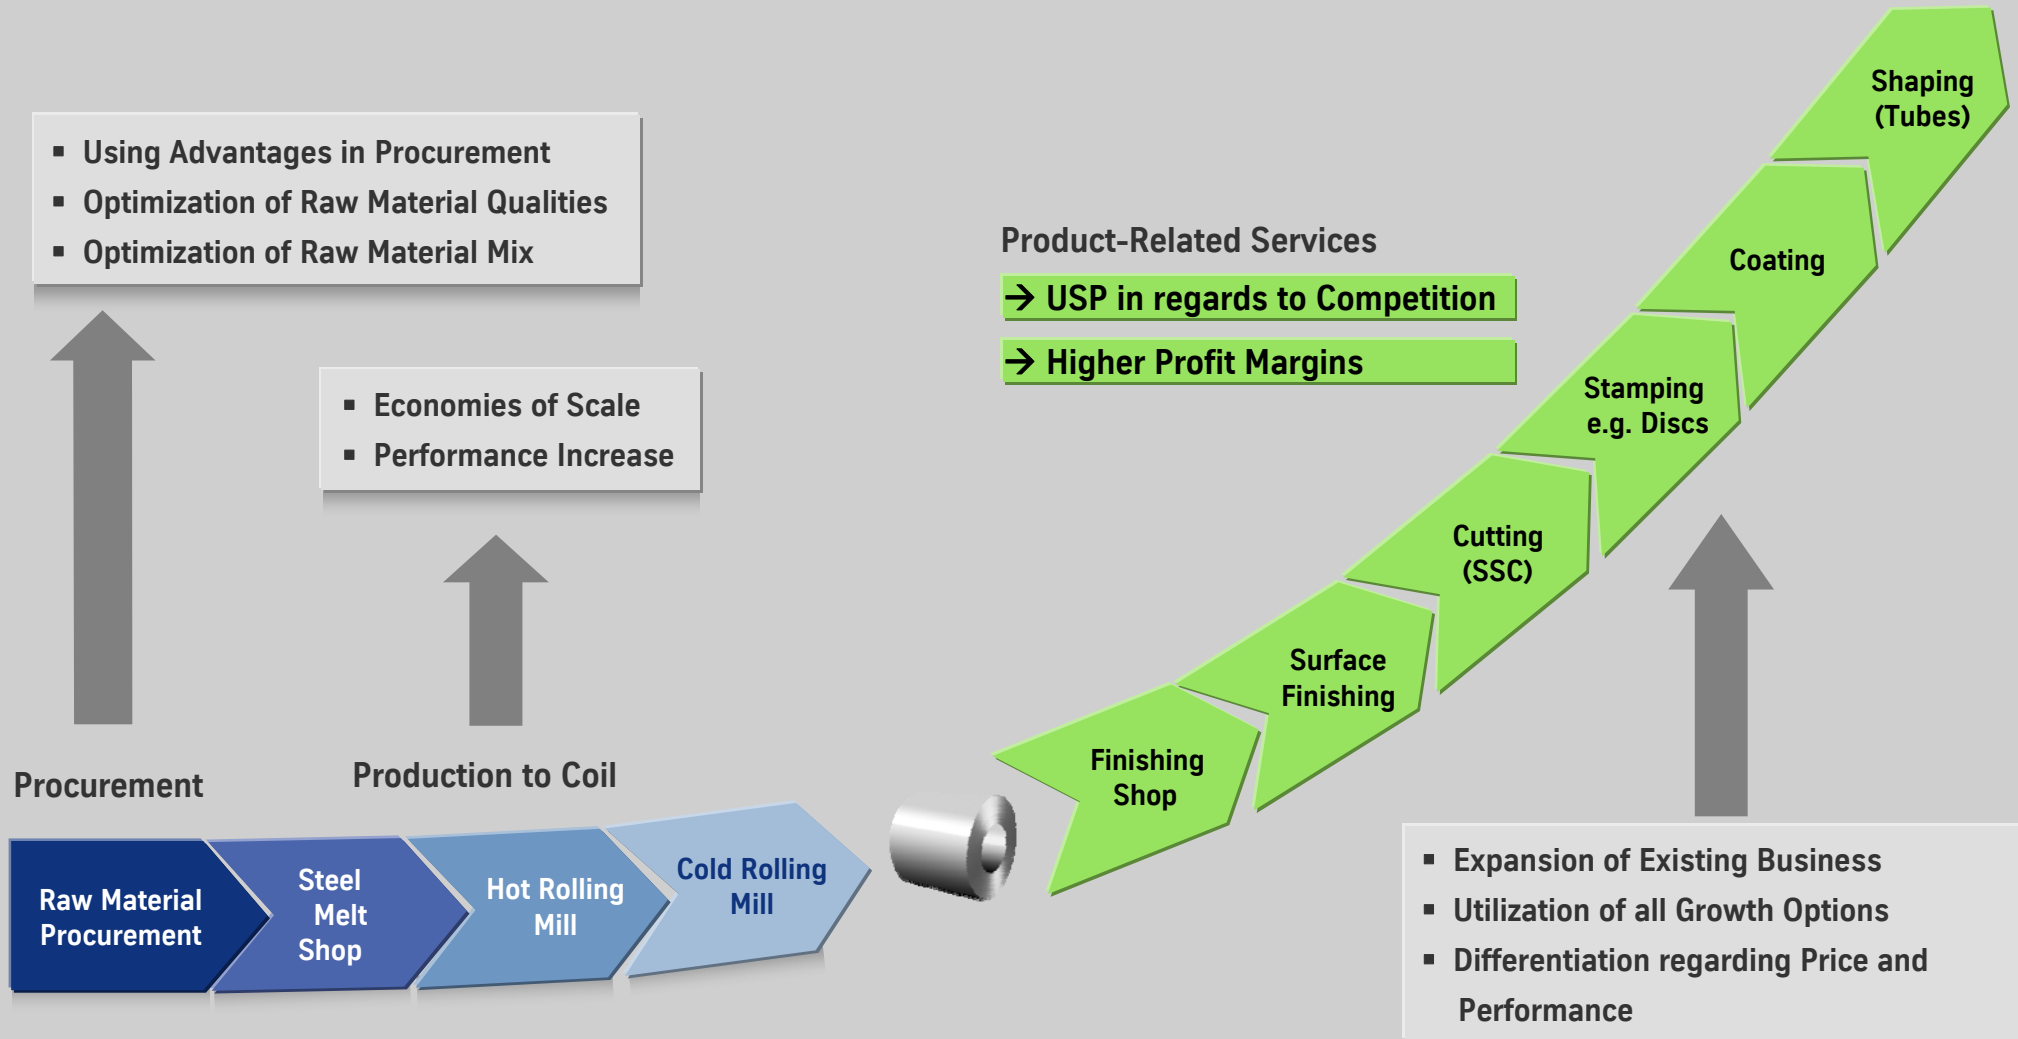 ▪ Using Advantages in Procurement
▪ Optimization of Raw Material Qualities
▪ Optimization of Raw Material Mix
▪ Economies of Scale
▪ Performance Increase
Procurement
Production to Coil
Raw Material
Procurement
Steel
Melt
Shop
Hot Rolling
Mill
Cold Rolling
Mill
Product-Related Services
→ USP in regards to Competition
→ Higher Profit Margins
Finishing
Shop
Surface
Finishing
Cutting
(SSC)
Stamping
e.g. Discs
Coating
Shaping
(Tubes)
▪ Expansion of Existing Business
▪ Utilization of all Growth Options
▪ Differentiation regarding Price and
Performance